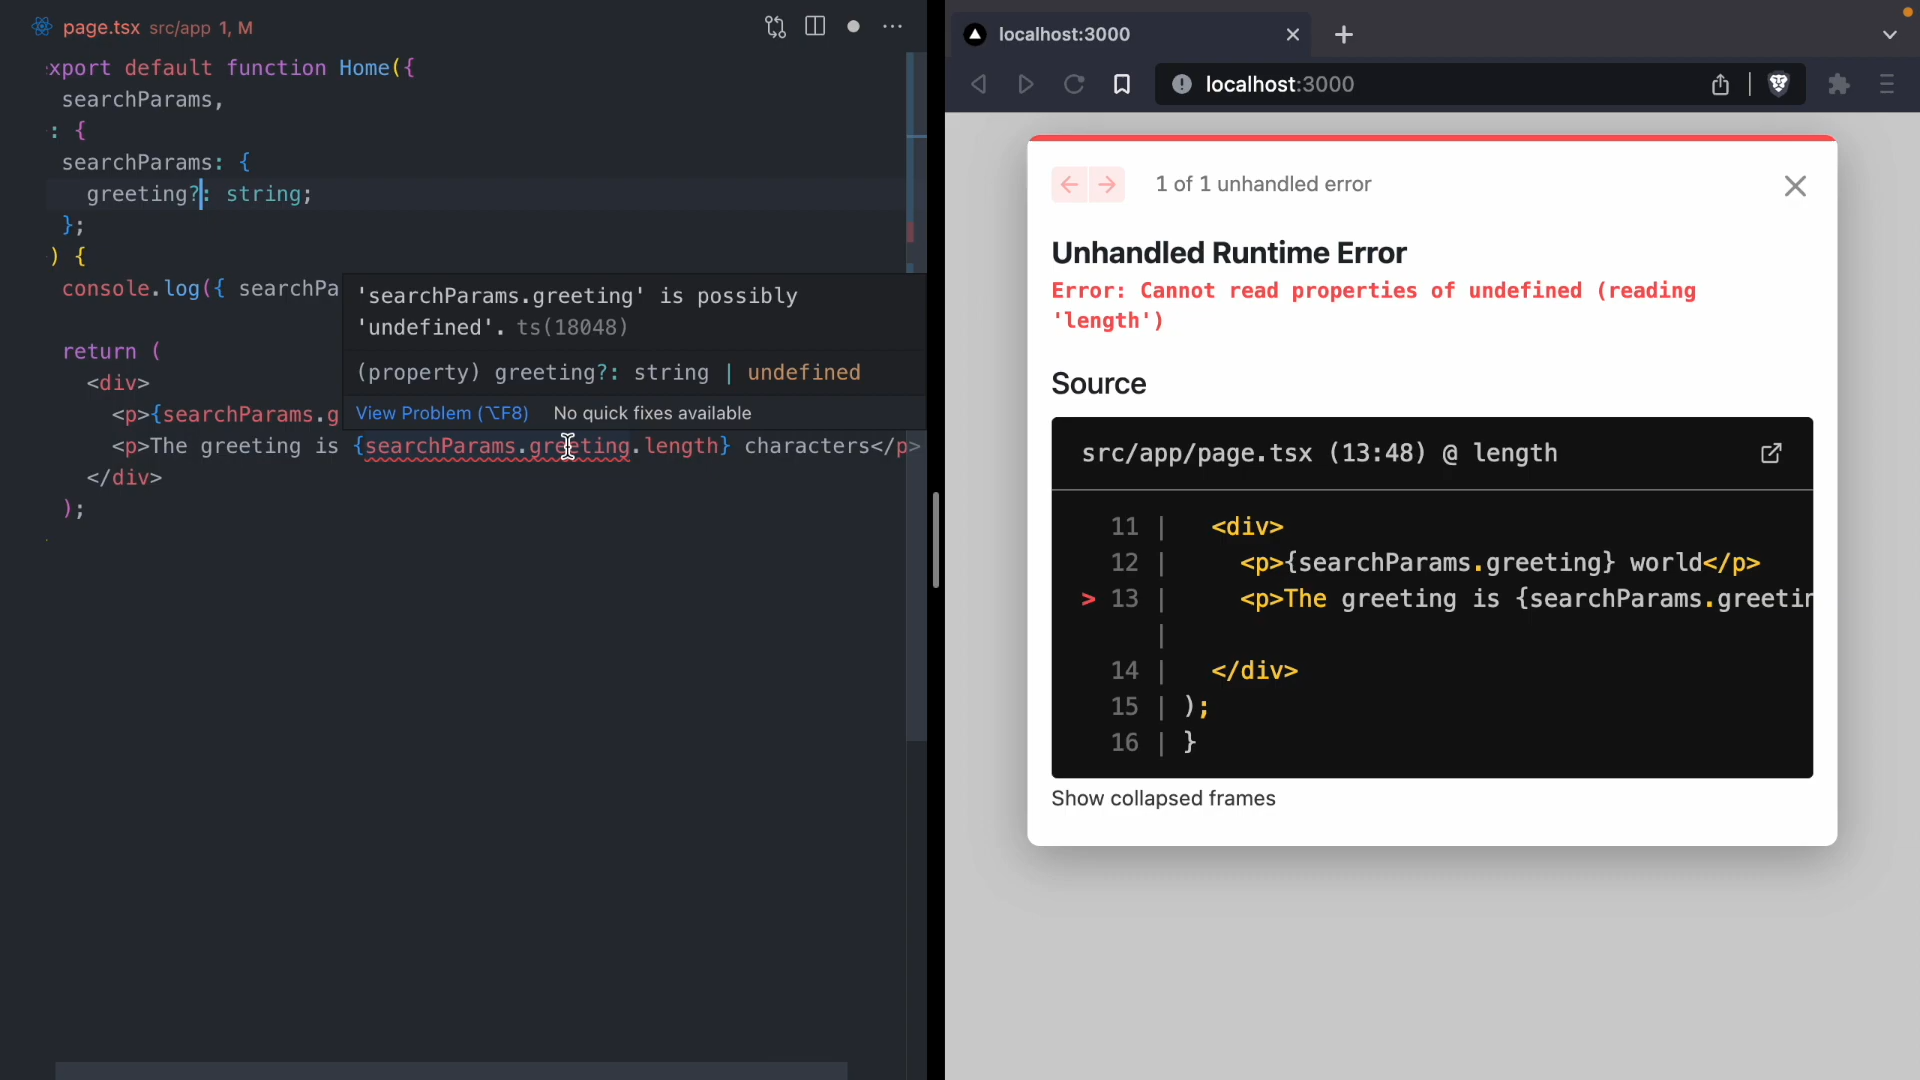 page.tsx src/app 1, M
xport default function Home({
searchParams,
: {
searchParams: {
greeting?: string;
};
) {
console.log({ searchPa
'searchParams.greeting' is possibly
'undefined'. ts(18048)
(property) greeting?: string | undefined
View Problem (⌥F8) No quick fixes available
return (
<div>
<p>{searchParams.g
<p>The greeting is {searchParams.greeting.length} characters</p>
</div>
);
localhost:3000
localhost:3000
1 of 1 unhandled error
Unhandled Runtime Error
Error: Cannot read properties of undefined (reading
'length')
Source
src/app/page.tsx (13:48) @ length
11 | <div>
12 | <p>{searchParams.greeting} world</p>
> 13 | <p>The greeting is {searchParams.greetin
|
14 | </div>
15 | );
16 | }
Show collapsed frames